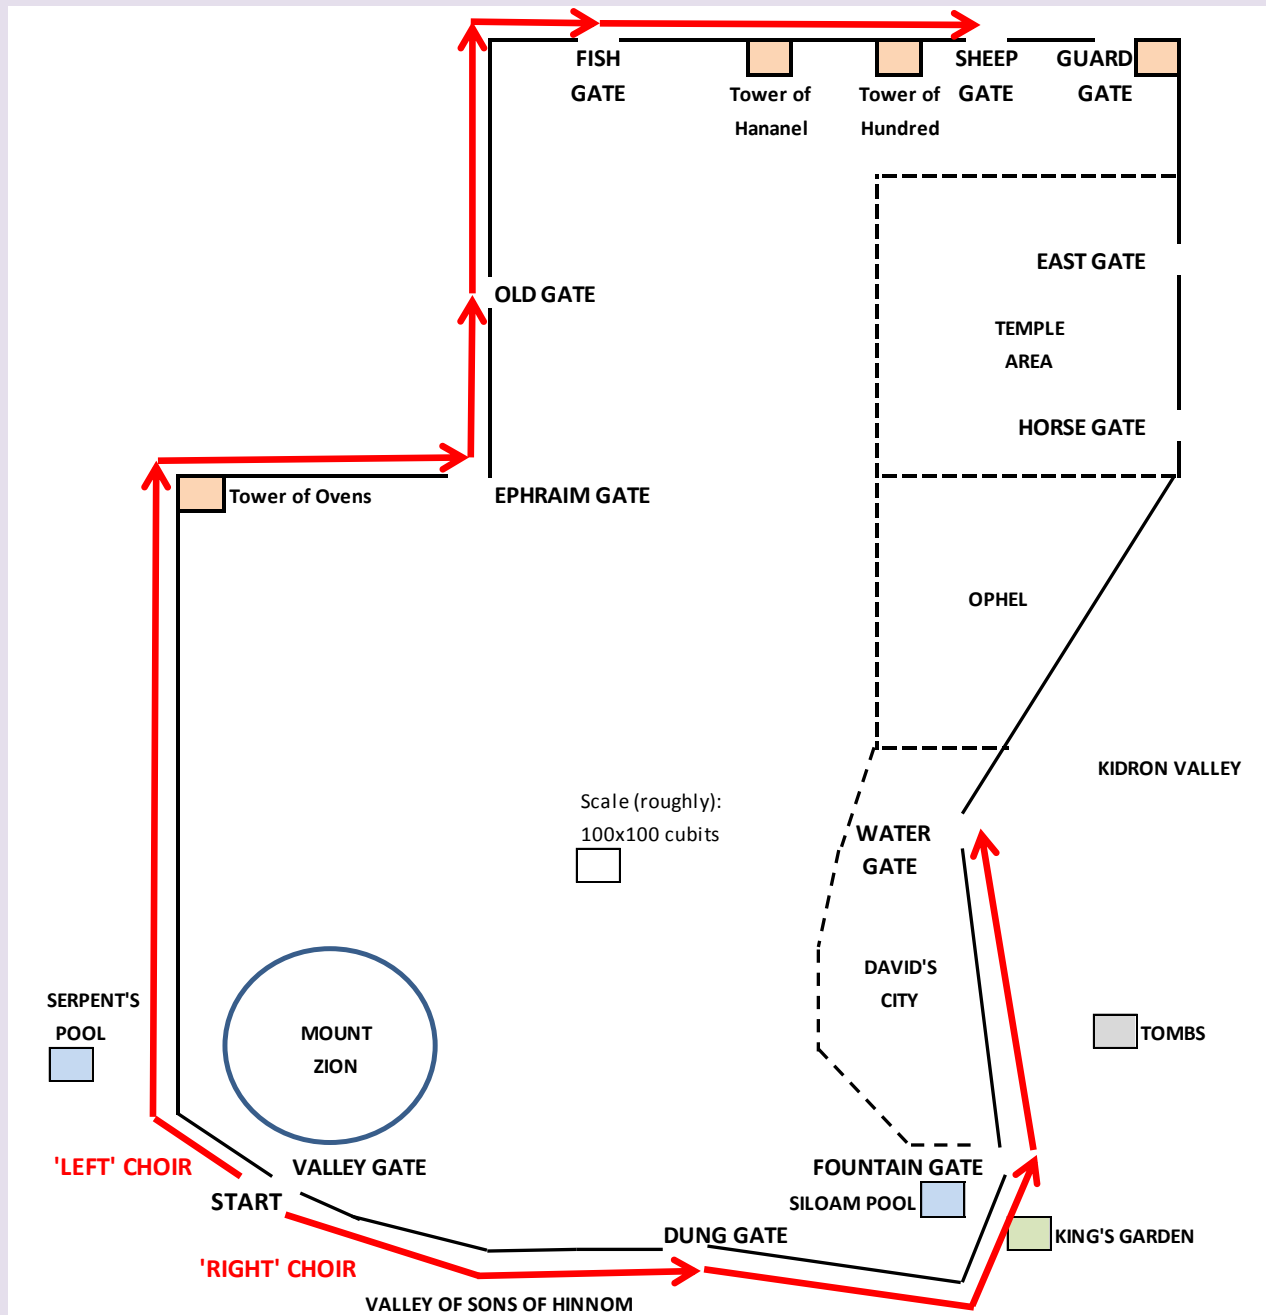 FISH
GATE
Tower of
Hananel
Tower of
Hundred
SHEEP
GATE
GUARD
GATE
EAST GATE
OLD GATE
TEMPLE
AREA
HORSE GATE
Tower of Ovens
EPHRAIM GATE
OPHEL
KIDRON VALLEY
Scale (roughly):
100x100 cubits
WATER
GATE
DAVID'S
CITY
SERPENT'S
POOL
MOUNT
ZION
TOMBS
'LEFT' CHOIR
VALLEY GATE
FOUNTAIN GATE
START
SILOAM POOL
DUNG GATE
KING'S GARDEN
'RIGHT' CHOIR
VALLEY OF SONS OF HINNOM